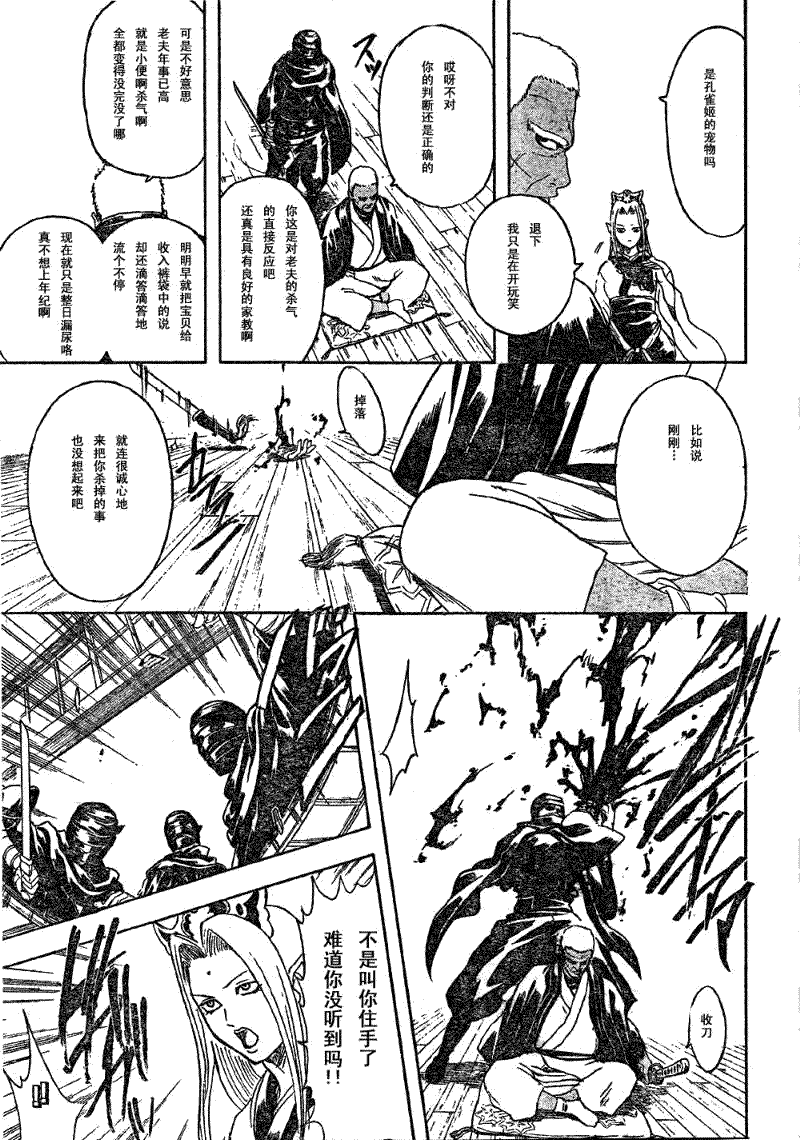 是
孔雀姬的宠物
吗
退下
我只是在开玩笑
哎呀不对
你的判断还是
正确的
你这是对老夫的杀气
的直接反应吧
还真是具有良好的家教啊
可是不好意思
老夫年事已高
就是小便啊杀气啊
全都变得没完没了哪
明明早就把宝贝给
收入裤袋中的说
却还滴答滴答地
流个不停
现在就只是整日漏尿咯
真不想上年纪啊
比如说
刚刚…
掉落
就连很诚心地
来把你杀掉的事
也没想起来吧
收刀
不是叫你住手了
难道你没听到吗!!
!!